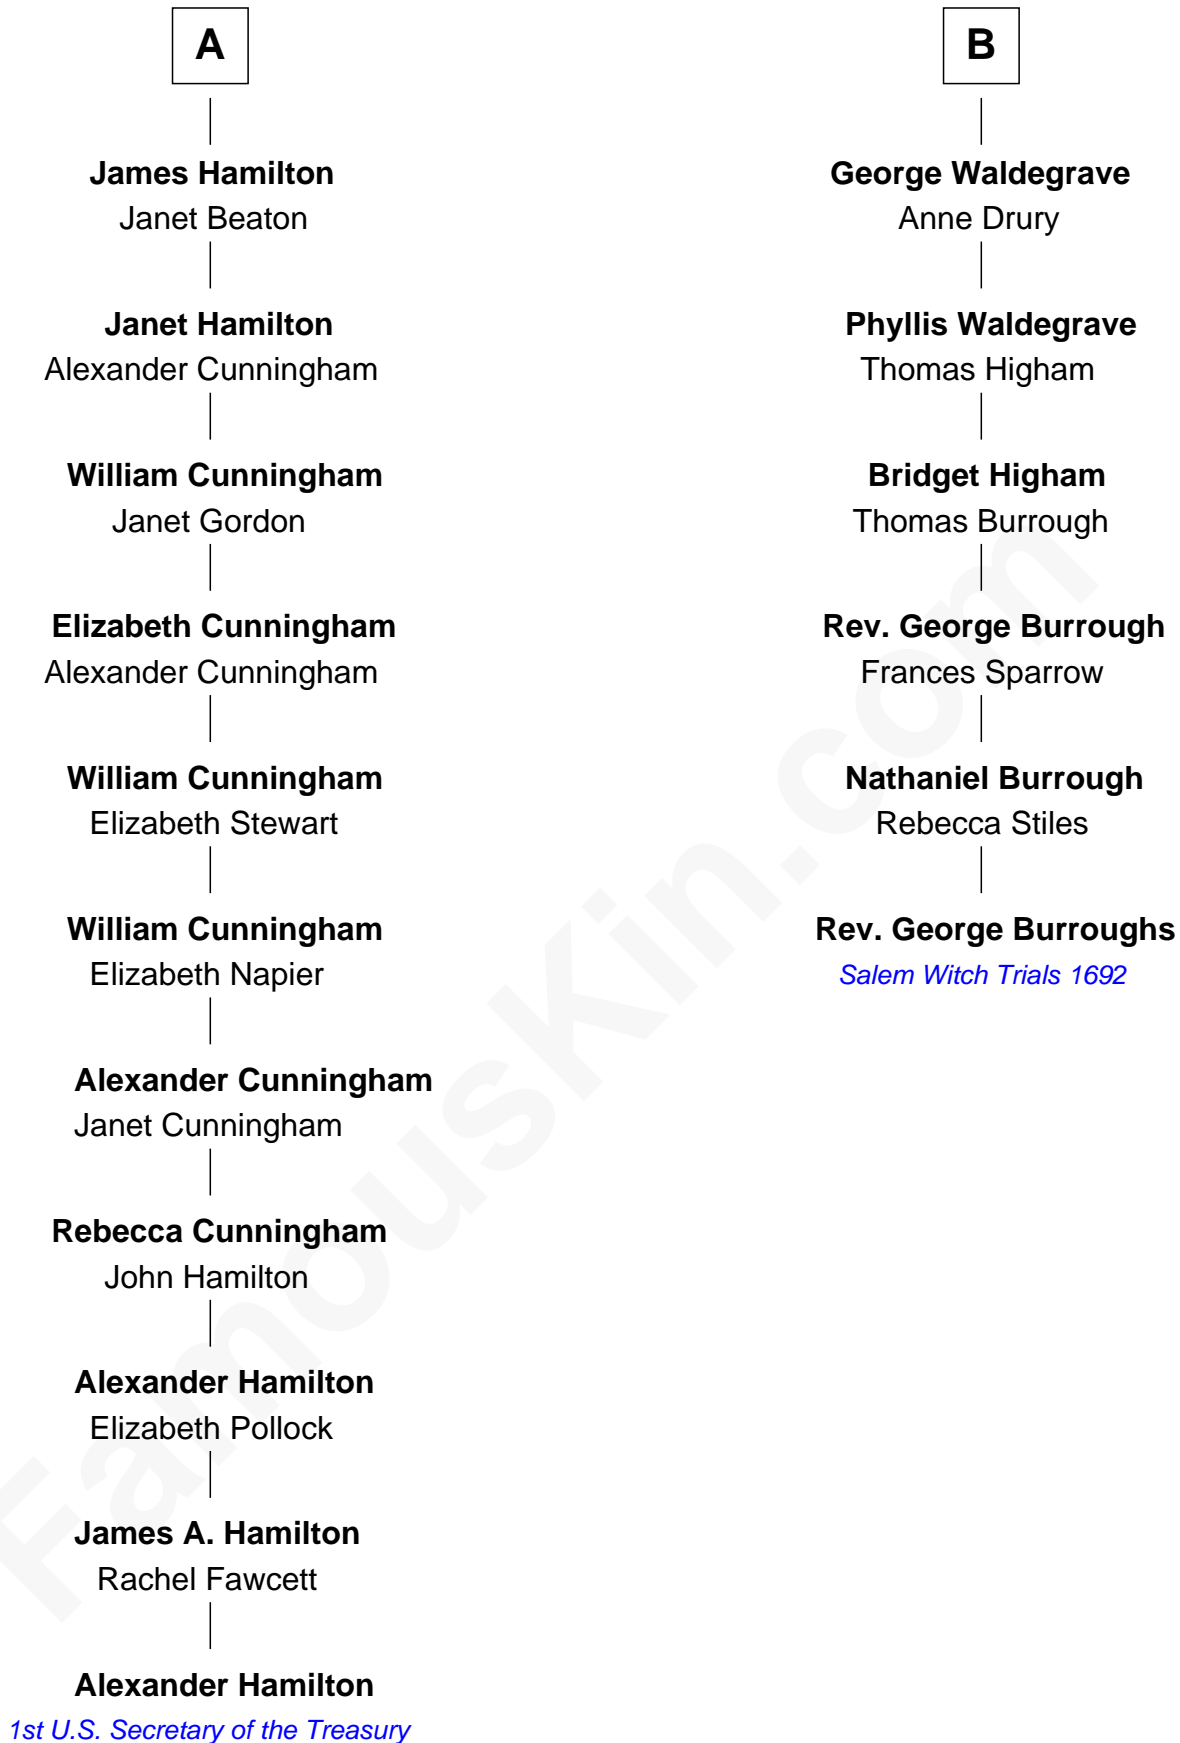 A
James Hamilton
Janet Beaton
Janet Hamilton
Alexander Cunningham
William Cunningham
Janet Gordon
Elizabeth Cunningham
Alexander Cunningham
William Cunningham
Elizabeth Stewart
William Cunningham
Elizabeth Napier
Alexander Cunningham
Janet Cunningham
Rebecca Cunningham
John Hamilton
Alexander Hamilton
Elizabeth Pollock
James A. Hamilton
Rachel Fawcett
Alexander Hamilton
1st U.S. Secretary of the Treasury
B
George Waldegrave
Anne Drury
Phyllis Waldegrave
Thomas Higham
Bridget Higham
Thomas Burrough
Rev. George Burrough
Frances Sparrow
Nathaniel Burrough
Rebecca Stiles
Rev. George Burroughs
Salem Witch Trials 1692
FamousKin.com